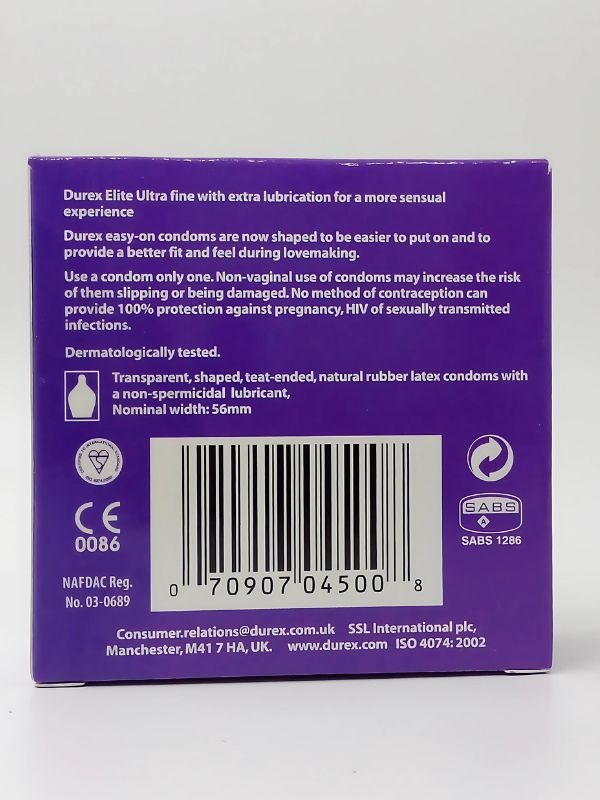 Durex Elite Ultra fine with extra lubrication for a more sensual
experience
Durex easy-on condoms are now shaped to be easier to put on and to
provide a better fit and feel during lovemaking.
Use a condom only one. Non-vaginal use of condoms may increase the risk
of them slipping or being damaged. No method of contraception can
provide 100% protection against pregnancy, HIV of sexually transmitted
infections.
Dermatologically tested.
Transparent, shaped, teat-ended, natural rubber latex condoms with
a non-spermicidal lubricant,
Nominal width: 56mm
CE
0086
SABS
A
SABS 1286
NAFDAC Reg.
No. 03-0689
0 70907 04500 8
Consumer.relations@durex.com.uk SSL International plc,
Manchester, M41 7 HA, UK. www.durex.com ISO 4074: 2002